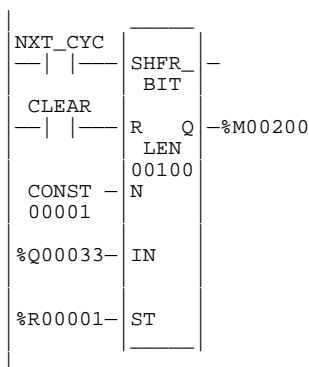 NXT_CYC
SHFR_
BIT
CLEAR
R Q %M00200
LEN
00100
CONST N
00001
%Q00033 IN
%R00001 ST